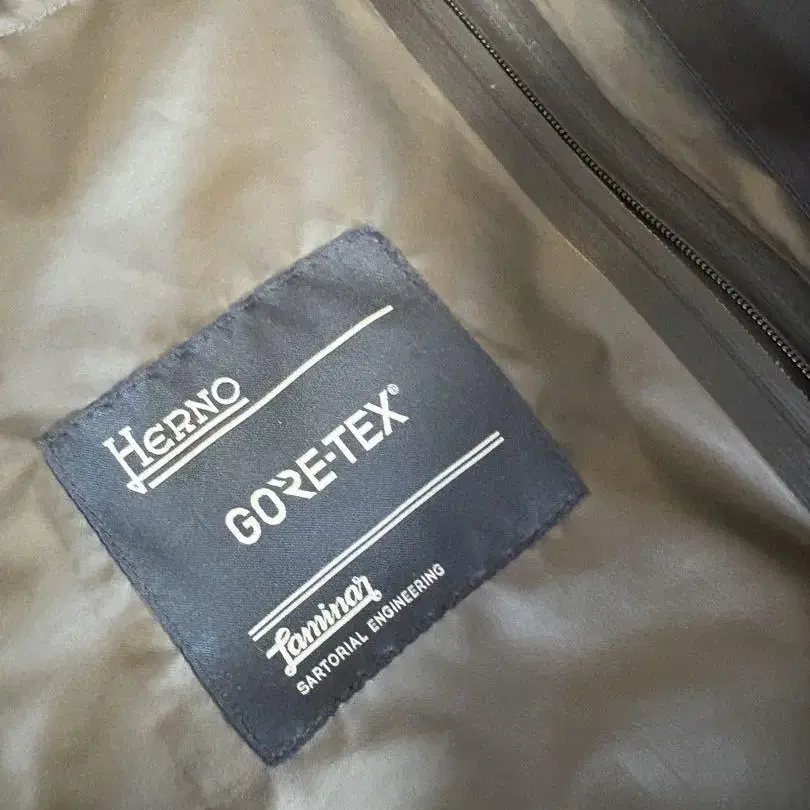 HERNO
GORE-TEX®
Laminar
SARTORIAL ENGINEERING